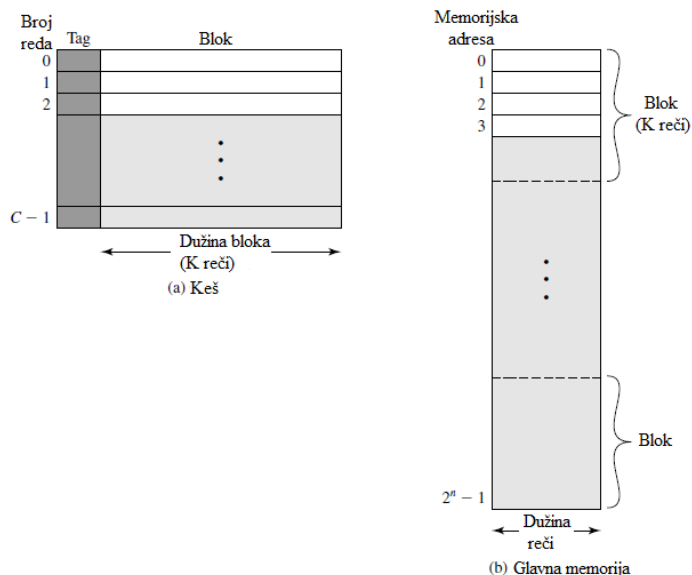 Broj
reda
Tag
Blok
0
1
2
C − 1
Dužina bloka
(K reči)
(a) Keš
Memorijska
adresa
0
1
2
3
Blok
(K reči)
Blok
2ⁿ − 1
Dužina
reči
(b) Glavna memorija